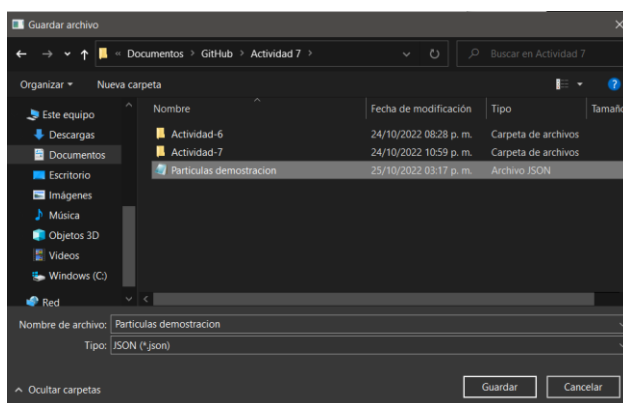 Guardar archivo
« Documentos > GitHub > Actividad 7 >
Buscar en Actividad 7
Organizar
Nueva carpeta
Este equipo
Descargas
Documentos
Escritorio
Imágenes
Música
Objetos 3D
Videos
Windows (C:)
Red
Nombre Fecha de modificación Tipo Tamaño
Actividad-6 24/10/2022 08:28 p. m. Carpeta de archivos
Actividad-7 24/10/2022 10:59 p. m. Carpeta de archivos
Particulas demostracion 25/10/2022 03:17 p. m. Archivo JSON
Nombre de archivo: Particulas demostracion
Tipo: JSON (*.json)
Ocultar carpetas
Guardar
Cancelar